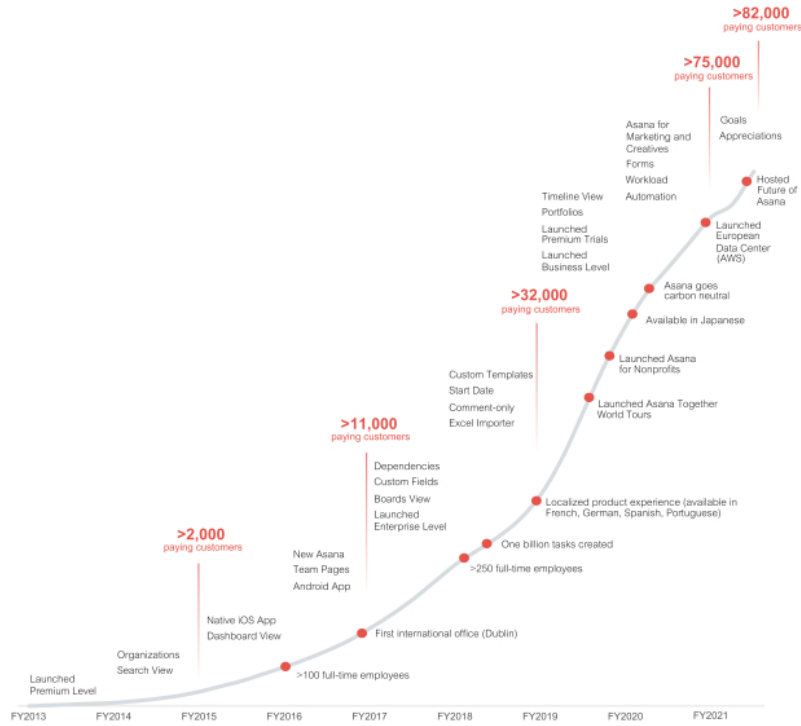 >82,000
paying customers
>75,000
paying customers
Goals
Appreciations
Asana for
Marketing and
Creatives
Forms
Workload
Automation
Hosted
Future of
Asana
Timeline View
Portfolios
Launched
Premium Trials
Launched
Business Level
Launched
European
Data Center
(AWS)
Asana goes
carbon neutral
>32,000
paying customers
Available in Japanese
Launched Asana
for Nonprofits
Custom Templates
Start Date
Comment-only
Excel Importer
Launched Asana Together
World Tours
>11,000
paying customers
Dependencies
Custom Fields
Boards View
Launched
Enterprise Level
Localized product experience (available in
French, German, Spanish, Portuguese)
>2,000
paying customers
One billion tasks created
>250 full-time employees
New Asana
Team Pages
Android App
Native iOS App
Dashboard View
First international office (Dublin)
Organizations
Search View
>100 full-time employees
Launched
Premium Level
FY2013 FY2014 FY2015 FY2016 FY2017 FY2018 FY2019 FY2020 FY2021